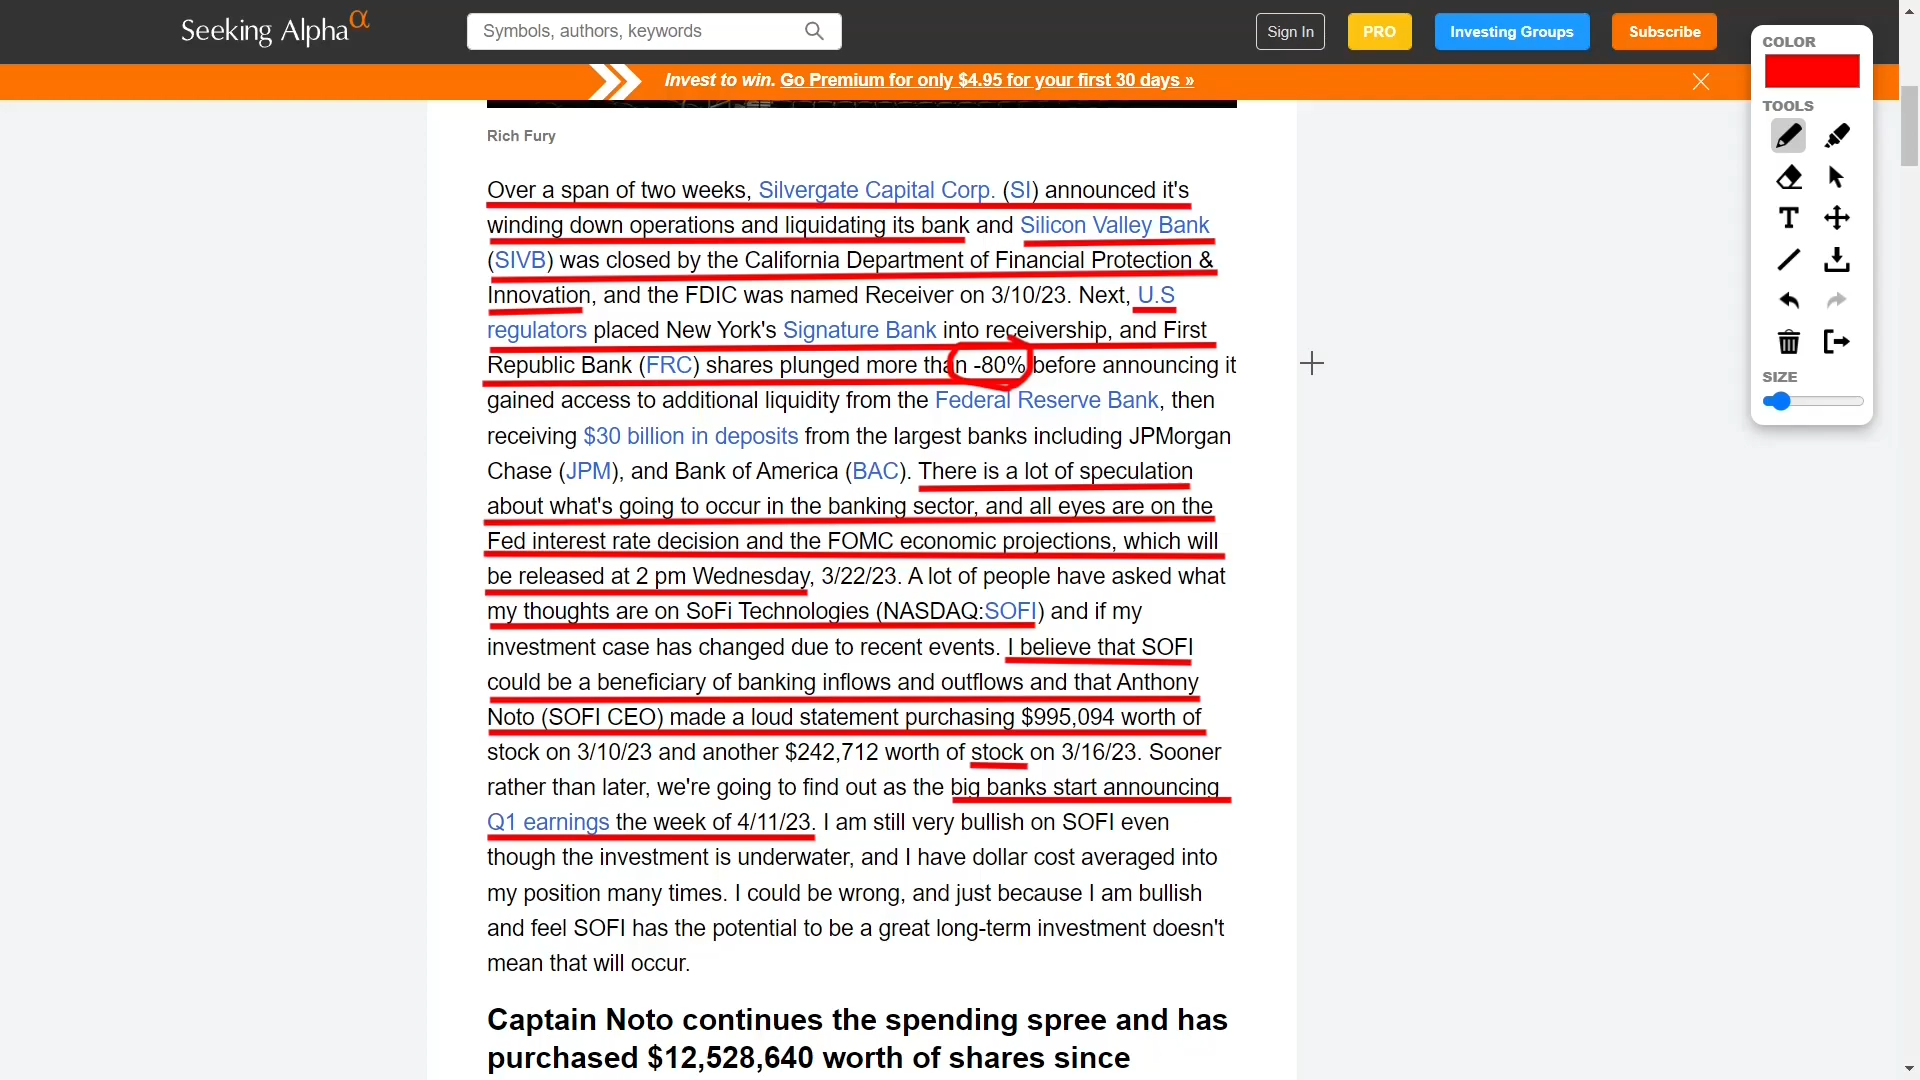 Seeking Alphaα
Symbols, authors, keywords
Sign In
PRO
Investing Groups
Subscribe
Invest to win. Go Premium for only $4.95 for your first 30 days »
COLOR
TOOLS
T
SIZE
Rich Fury
Over a span of two weeks, Silvergate Capital Corp. (SI) announced it's
winding down operations and liquidating its bank and Silicon Valley Bank
(SIVB) was closed by the California Department of Financial Protection &
Innovation, and the FDIC was named Receiver on 3/10/23. Next, U.S
regulators placed New York's Signature Bank into receivership, and First
Republic Bank (FRC) shares plunged more than -80% before announcing it
gained access to additional liquidity from the Federal Reserve Bank, then
receiving $30 billion in deposits from the largest banks including JPMorgan
Chase (JPM), and Bank of America (BAC). There is a lot of speculation
about what's going to occur in the banking sector, and all eyes are on the
Fed interest rate decision and the FOMC economic projections, which will
be released at 2 pm Wednesday, 3/22/23. A lot of people have asked what
my thoughts are on SoFi Technologies (NASDAQ:SOFI) and if my
investment case has changed due to recent events. I believe that SOFI
could be a beneficiary of banking inflows and outflows and that Anthony
Noto (SOFI CEO) made a loud statement purchasing $995,094 worth of
stock on 3/10/23 and another $242,712 worth of stock on 3/16/23. Sooner
rather than later, we're going to find out as the big banks start announcing
Q1 earnings the week of 4/11/23. I am still very bullish on SOFI even
though the investment is underwater, and I have dollar cost averaged into
my position many times. I could be wrong, and just because I am bullish
and feel SOFI has the potential to be a great long-term investment doesn't
mean that will occur.
Captain Noto continues the spending spree and has
purchased $12,528,640 worth of shares since